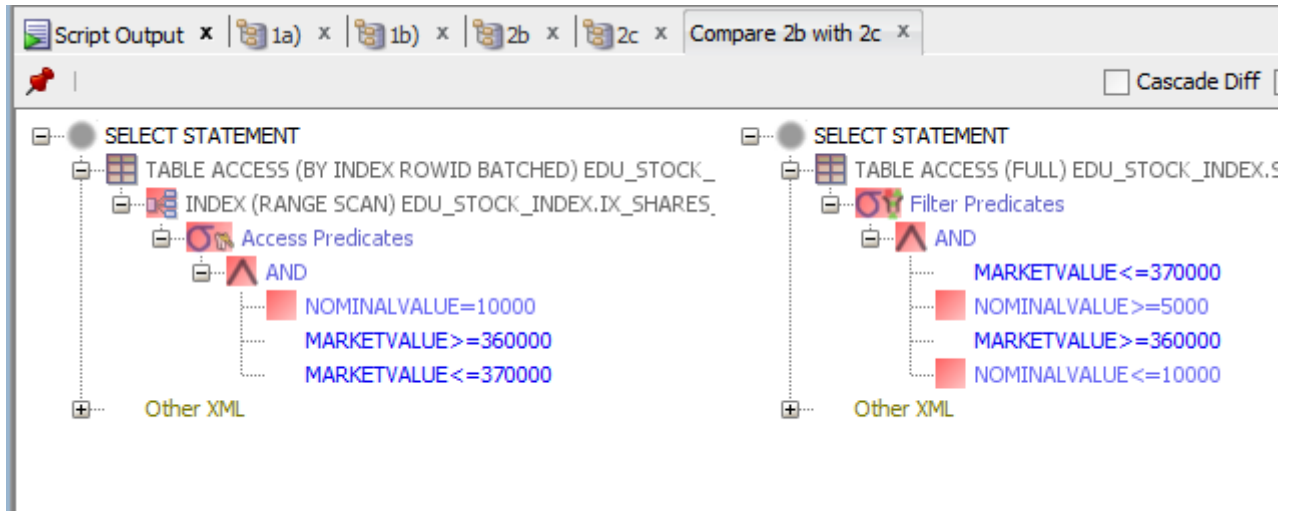 Script Output x 1a) x 1b) x 2b x 2c x Compare 2b with 2c x
Cascade Diff
SELECT STATEMENT
TABLE ACCESS (BY INDEX ROWID BATCHED) EDU_STOCK_
INDEX (RANGE SCAN) EDU_STOCK_INDEX.IX_SHARES_
Access Predicates
AND
NOMINALVALUE=10000
MARKETVALUE>=360000
MARKETVALUE<=370000
Other XML
SELECT STATEMENT
TABLE ACCESS (FULL) EDU_STOCK_INDEX.S
Filter Predicates
AND
MARKETVALUE<=370000
NOMINALVALUE>=5000
MARKETVALUE>=360000
NOMINALVALUE<=10000
Other XML